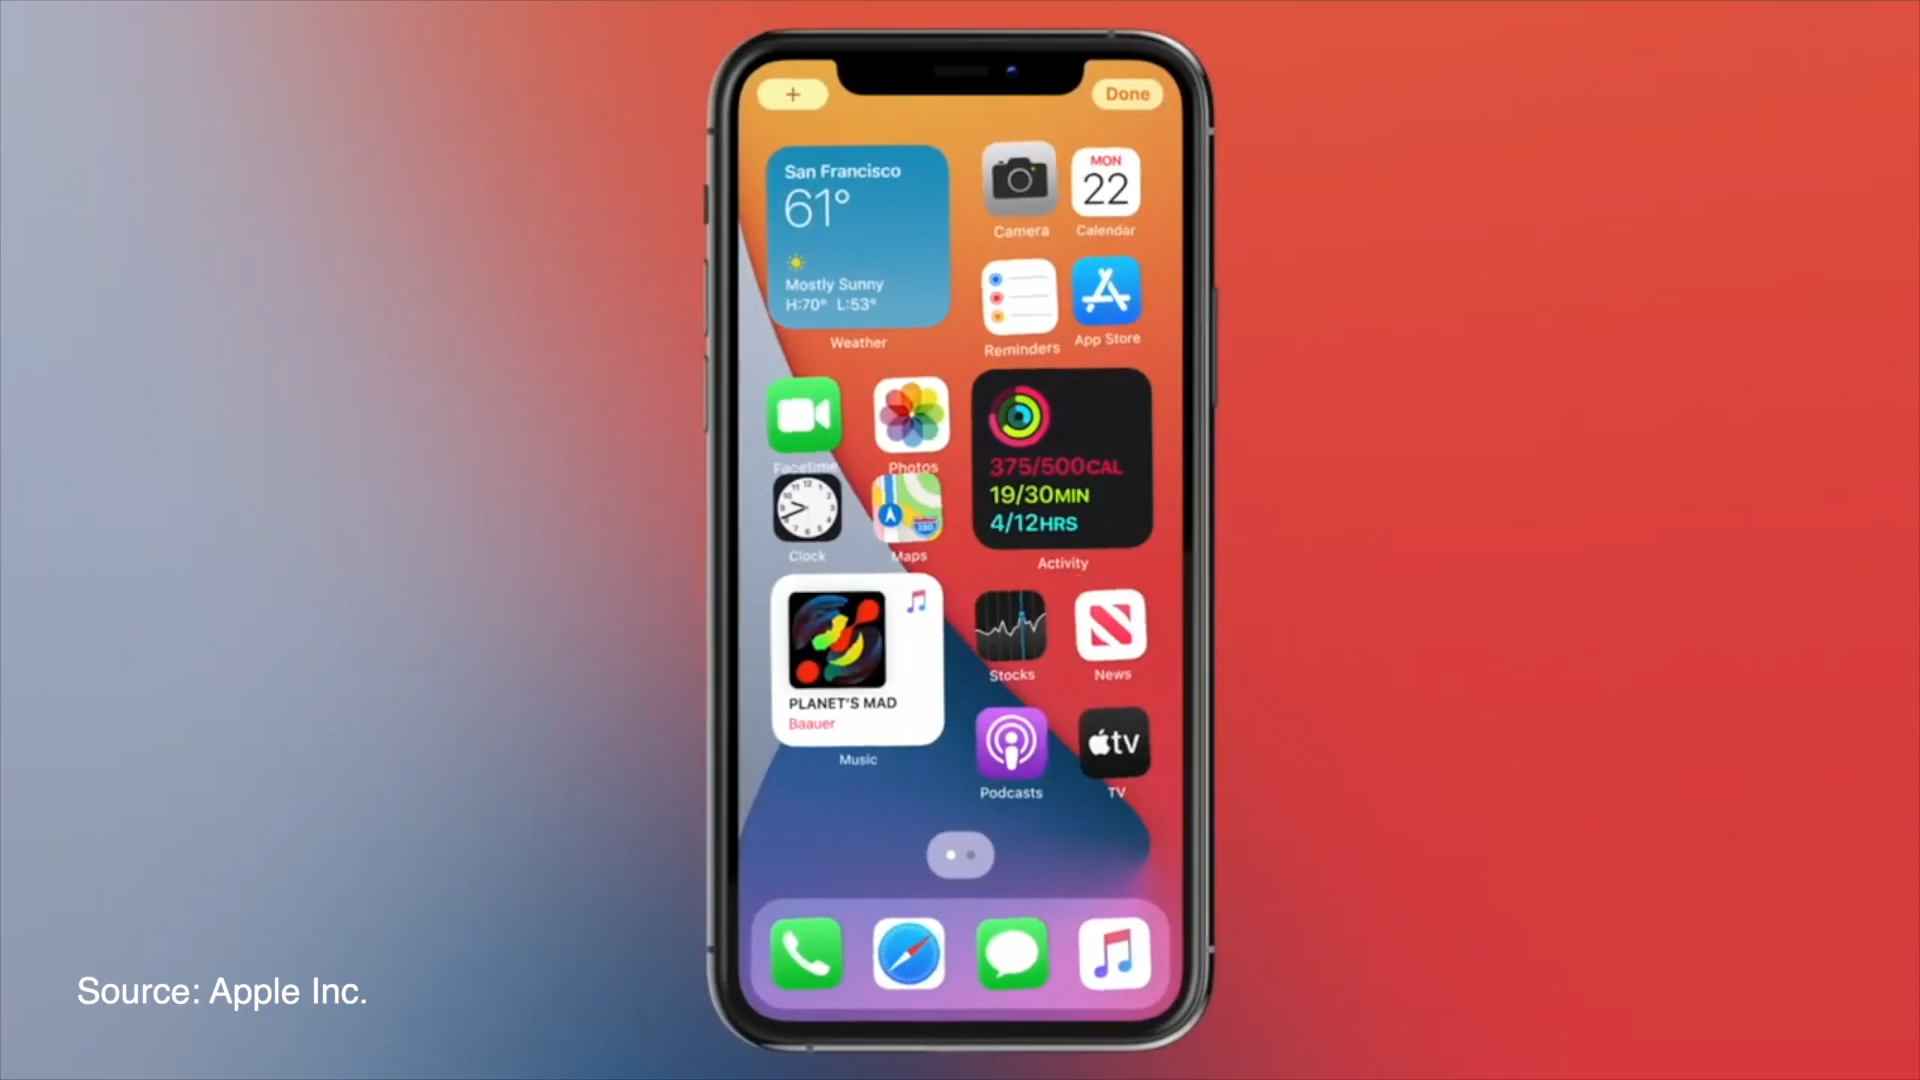 +
Done
San Francisco
61°
Mostly Sunny
H:70° L:53°
Weather
Camera
MON
22
Calendar
Reminders
App Store
Facetime
Photos
Clock
Maps
280
375/500CAL
19/30MIN
4/12HRS
Activity
PLANET'S MAD
Baauer
Music
Stocks
News
Podcasts
tv
TV
Source: Apple Inc.